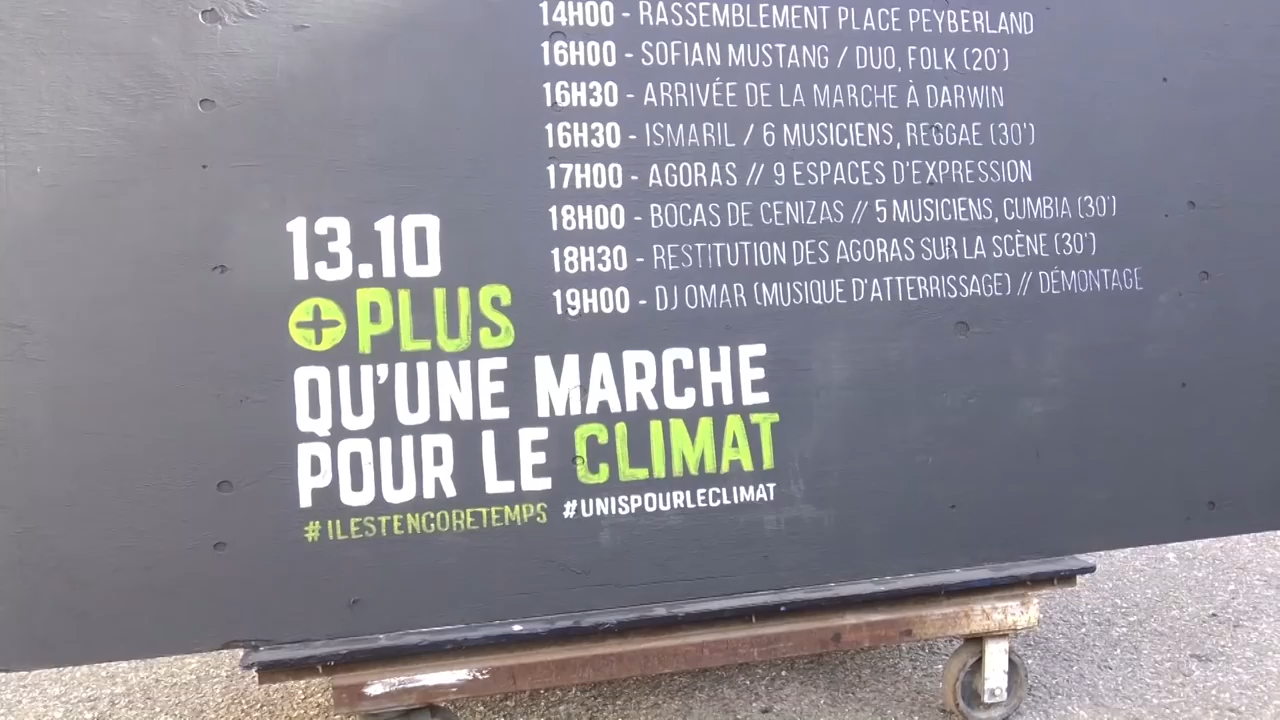 14H00 - RASSEMBLEMENT PLACE PEYBERLAND
16H00 - SOFIAN MUSTANG / DUO, FOLK (20')
16H30 - ARRIVÉE DE LA MARCHE À DARWIN
16H30 - ISMARIL / 6 MUSICIENS, REGGAE (30')
17H00 - AGORAS // 9 ESPACES D'EXPRESSION
18H00 - BOCAS DE CENIZAS // 5 MUSICIENS, CUMBIA (30')
18H30 - RESTITUTION DES AGORAS SUR LA SCÈNE (30')
19H00 - DJ OMAR (MUSIQUE D'ATTERRISSAGE) // DÉMONTAGE
13.10
+ PLUS
QU'UNE MARCHE
POUR LE CLIMAT
#ILESTENCORETEMPS #UNISPOURLECLIMAT